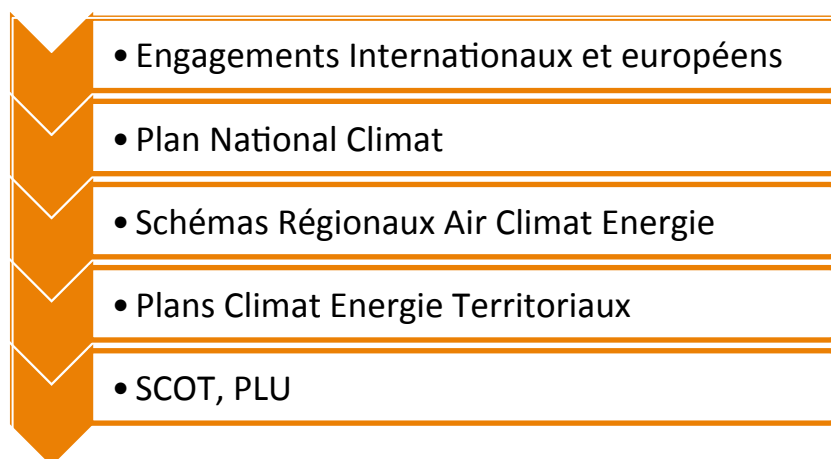 • Engagements Internationaux et européens
• Plan National Climat
• Schémas Régionaux Air Climat Energie
• Plans Climat Energie Territoriaux
• SCOT, PLU